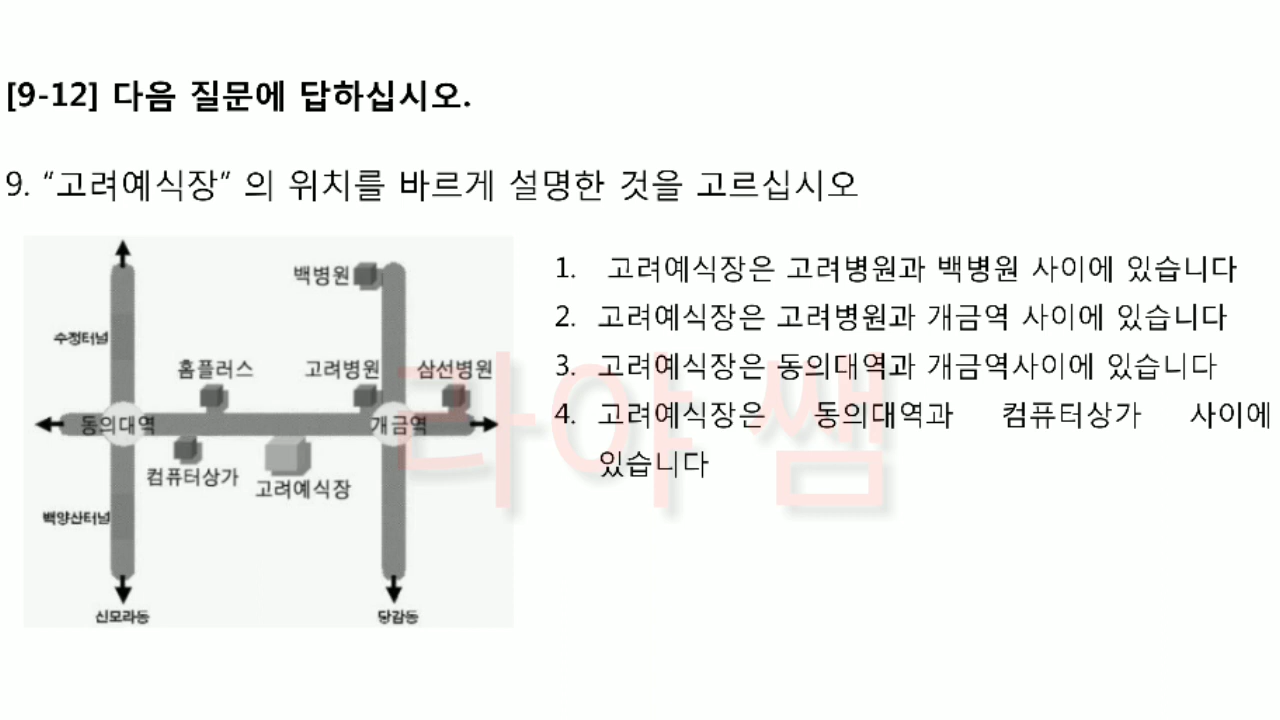 [9-12] 다음 질문에 답하십시오.
9. “고려예식장” 의 위치를 바르게 설명한 것을 고르십시오
백병원
수정터널
홈플러스
고려병원
삼선병원
동의대역
개금역
컴퓨터상가
고려예식장
백양산터널
신모라동
당감동
1. 고려예식장은 고려병원과 백병원 사이에 있습니다
2. 고려예식장은 고려병원과 개금역 사이에 있습니다
3. 고려예식장은 동의대역과 개금역사이에 있습니다
4. 고려예식장은 동의대역과 컴퓨터상가 사이에
있습니다
라야 쌤